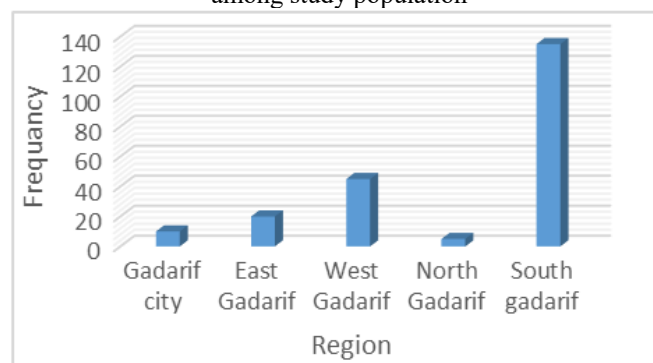 among study population
140
120
100
80
60
40
20
0
Frequancy
Gadarif East West North South
city Gadarif Gadarif Gadarif gadarif
Region